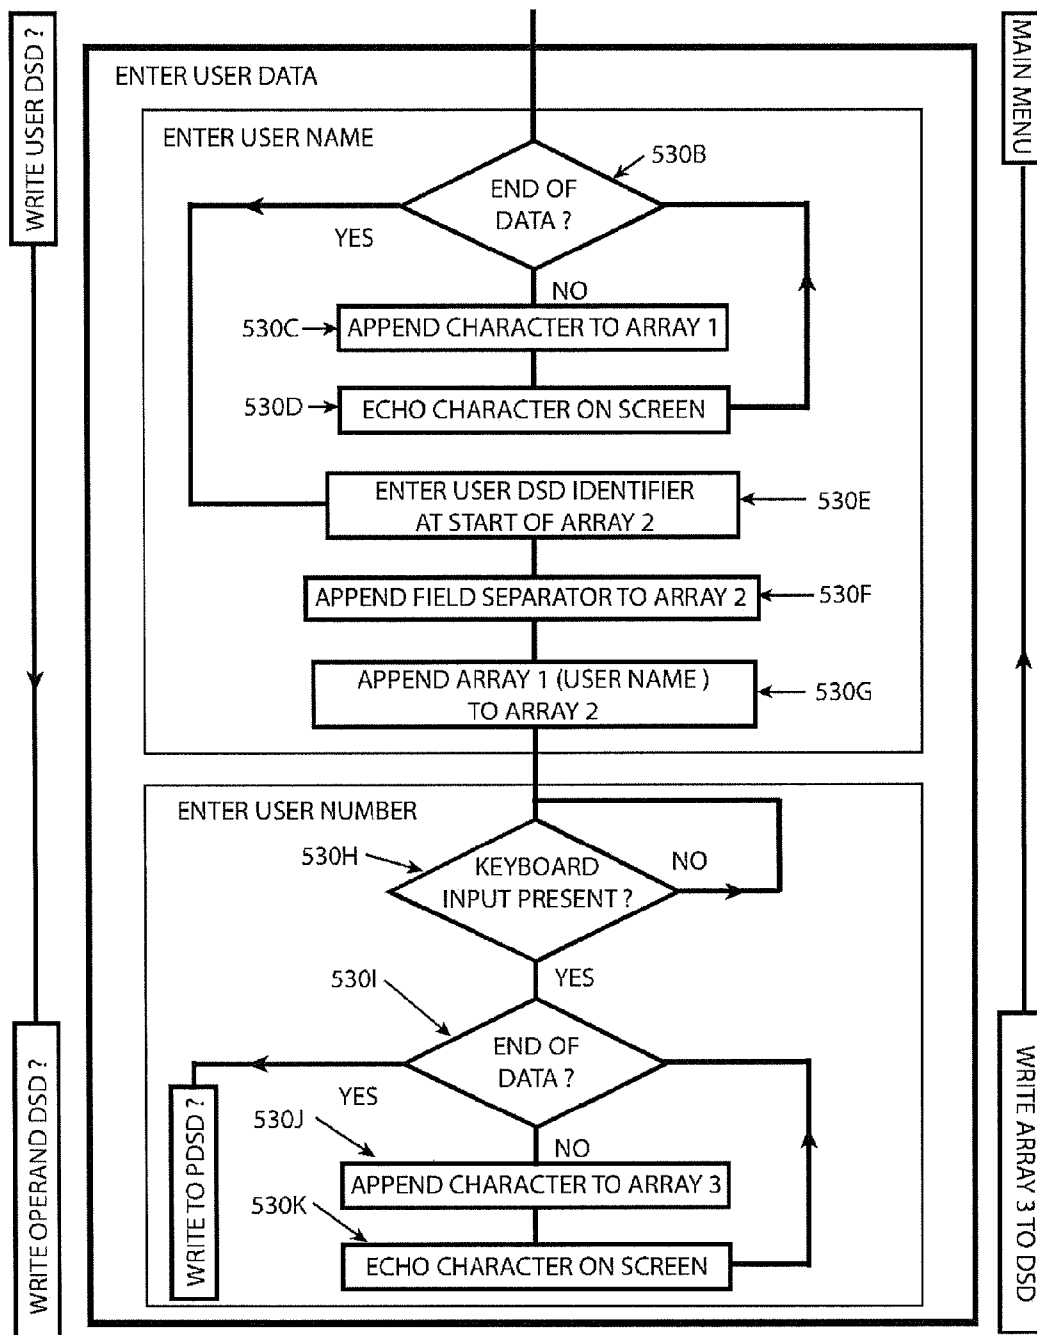 WRITE USER DSD ?
MAIN MENU
ENTER USER DATA
ENTER USER NAME
530B
END OF
DATA ?
YES
NO
530C
APPEND CHARACTER TO ARRAY 1
530D
ECHO CHARACTER ON SCREEN
ENTER USER DSD IDENTIFIER
AT START OF ARRAY 2
530E
APPEND FIELD SEPARATOR TO ARRAY 2
530F
APPEND ARRAY 1 (USER NAME )
TO ARRAY 2
530G
ENTER USER NUMBER
530H
KEYBOARD
INPUT PRESENT ?
NO
YES
530I
END OF
DATA ?
YES
NO
WRITE OPERAND DSD ?
WRITE TO PDSD ?
WRITE ARRAY 3 TO DSD
530J
APPEND CHARACTER TO ARRAY 3
530K
ECHO CHARACTER ON SCREEN